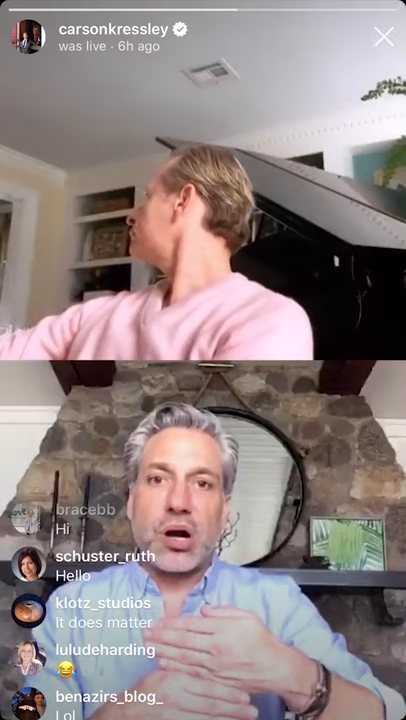 carsonkressley
was live · 6h ago
bracebb
Hi
schuster_ruth
Hello
klotz_studios
It does matter
luludeharding
😂
benazirs_blog_
Lol